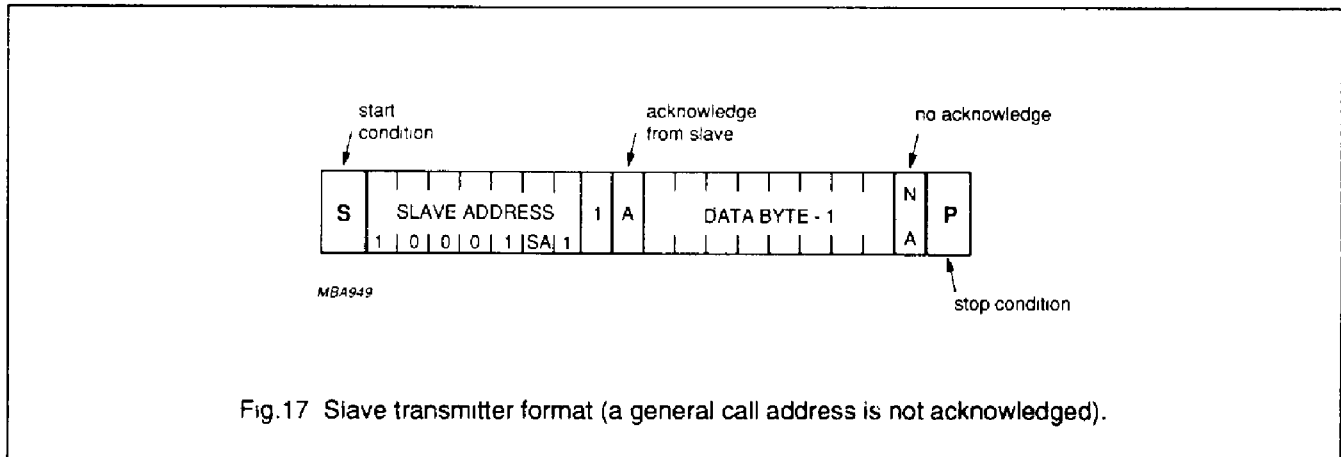 start
condition
acknowledge
from slave
no acknowledge
S
SLAVE ADDRESS
1 0 0 0 1 SA 1
1
A
DATA BYTE - 1
N
A
P
MBA949
stop condition
Fig.17 Slave transmitter format (a general call address is not acknowledged).